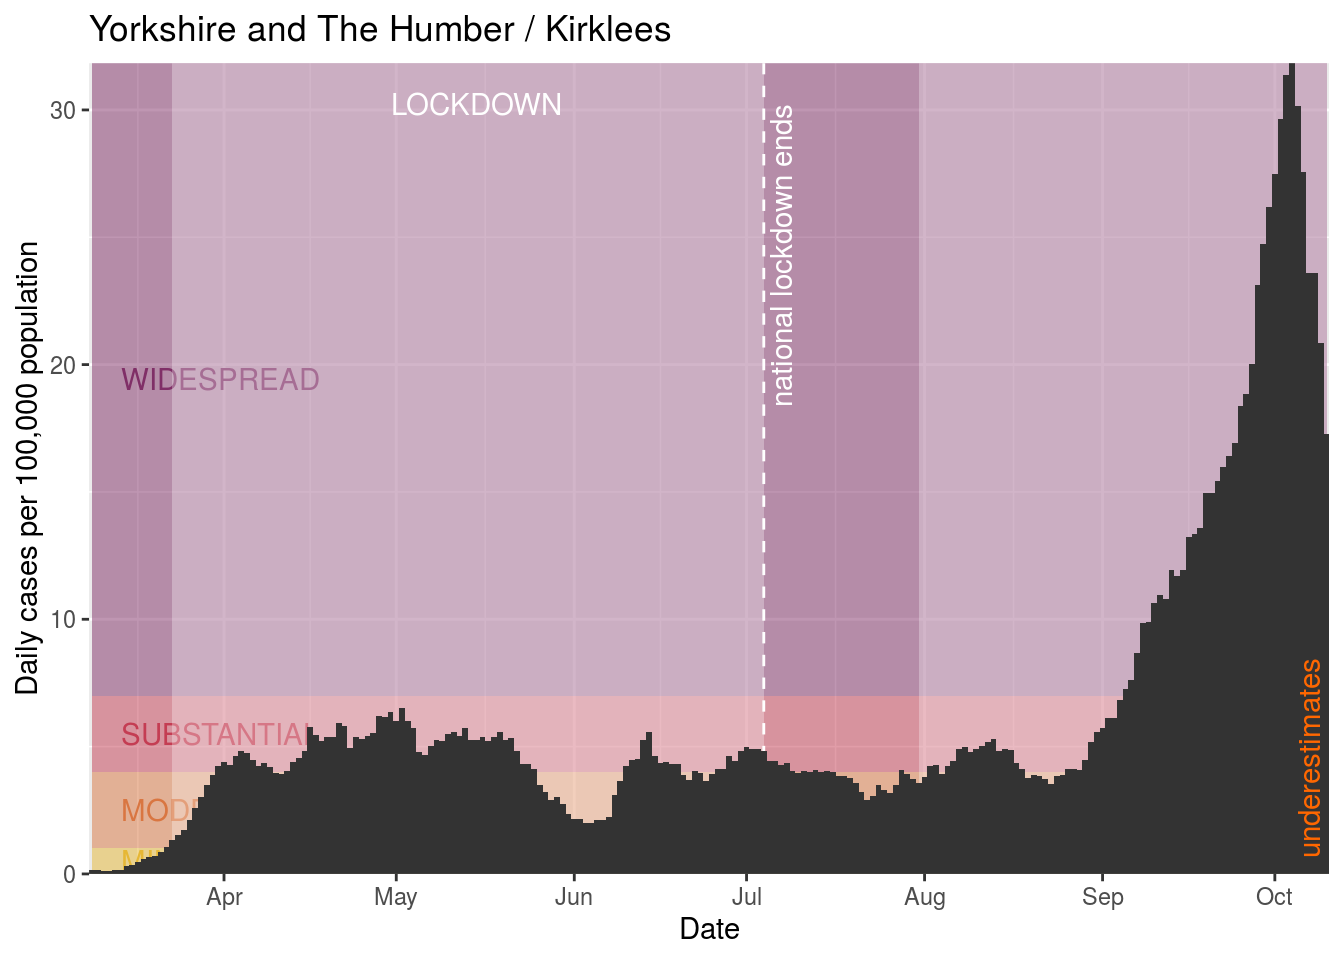 Yorkshire and The Humber / Kirklees
Daily cases per 100,000 population
30
20
10
0
LOCKDOWN
national lockdown ends
WIDESPREAD
SUBSTANTIAL
MOD
underestimates
Apr
May
Jun
Jul
Aug
Sep
Oct
Date